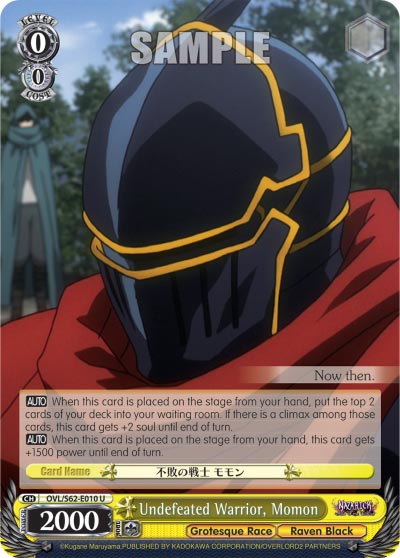 LEVEL
0
0
COST
SAMPLE
Now then.
AUTO When this card is placed on the stage from your hand, put the top 2
cards of your deck into your waiting room. If there is a climax among those
cards, this card gets +2 soul until end of turn.
AUTO When this card is placed on the stage from your hand, this card gets
+1500 power until end of turn.
Card Name 不敗の戦士 モモン
CH OVL/S62-E010 U
NAZARICK
POWER 2000 Undefeated Warrior, Momon
Grotesque Race Raven Black
©Kugane Maruyama,PUBLISHED BY KADOKAWA CORPORATION/OVERLORD2 PARTNERS